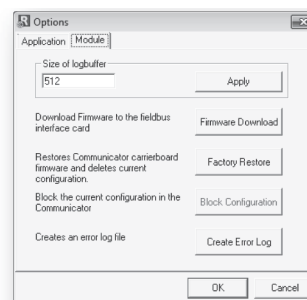 Options
Application Module
Size of logbuffer
512
Apply
Download Firmware to the fieldbus
interface card
Firmware Download
Restores Communicator carrierboard
firmware and deletes current
configuration.
Factory Restore
Block the current configuration in the
Communicator
Block Configuration
Creates an error log file
Create Error Log
OK Cancel